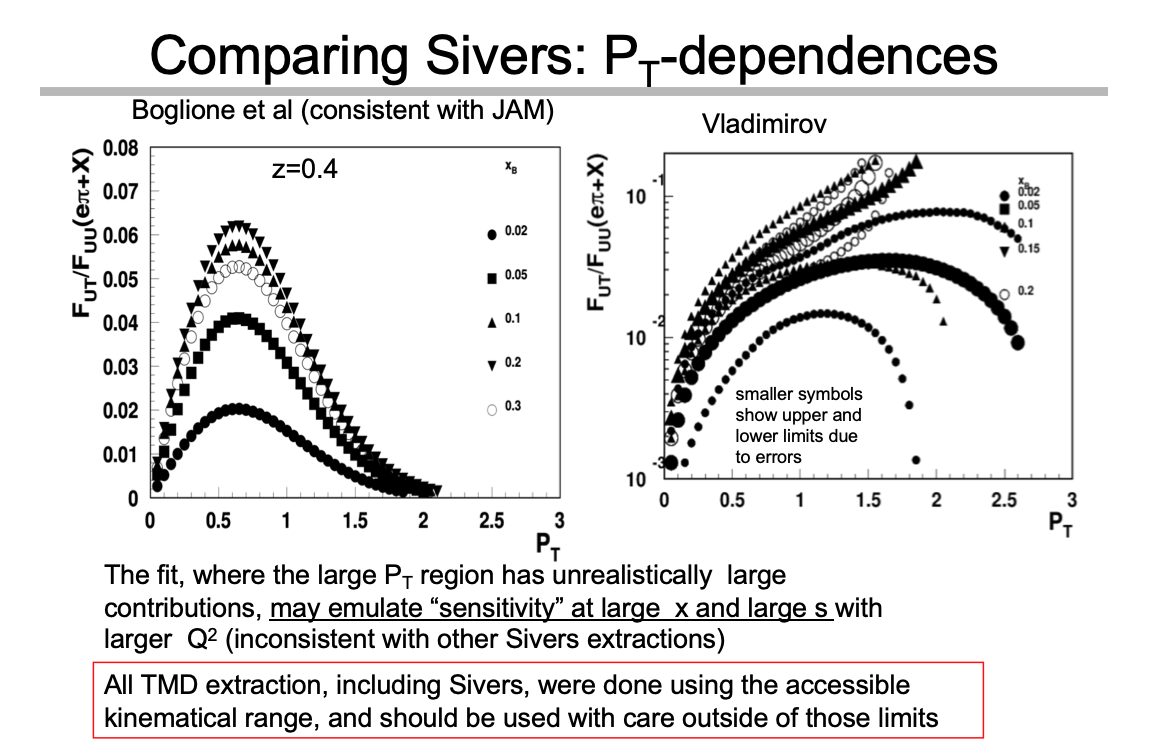 Comparing Sivers: PT-dependences
Boglione et al (consistent with JAM)
Vladimirov
FUT/FUU(eπ+X)
0.08
0.07
0.06
0.05
0.04
0.03
0.02
0.01
0
z=0.4
xB
0.02
0.05
0.1
0.2
0.3
0 0.5 1 1.5 2 2.5 3
PT
FUT/FUU(eπ+X)
10 -1
10 -2
10 -3
xB
0.02
0.05
0.1
0.15
0.2
smaller symbols
show upper and
lower limits due
to errors
0 0.5 1 1.5 2 2.5 3
PT
The fit, where the large PT region has unrealistically large
contributions, may emulate “sensitivity” at large x and large s with
larger Q2 (inconsistent with other Sivers extractions)
All TMD extraction, including Sivers, were done using the accessible
kinematical range, and should be used with care outside of those limits